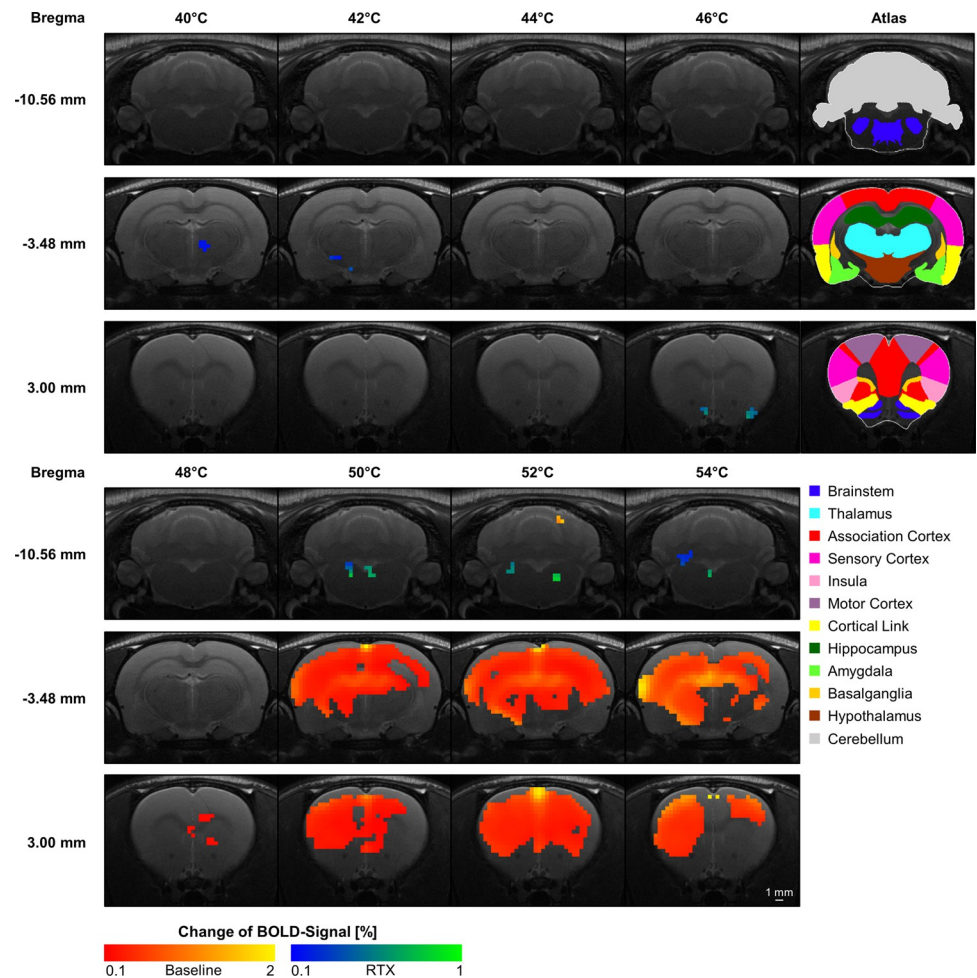 Bregma 40°C 42°C 44°C 46°C Atlas
-10.56 mm
-3.48 mm
3.00 mm
Bregma 48°C 50°C 52°C 54°C
-10.56 mm
-3.48 mm
3.00 mm
1 mm
Brainstem
Thalamus
Association Cortex
Sensory Cortex
Insula
Motor Cortex
Cortical Link
Hippocampus
Amygdala
Basalganglia
Hypothalamus
Cerebellum
Change of BOLD-Signal [%]
0.1 Baseline 2 0.1 RTX 1